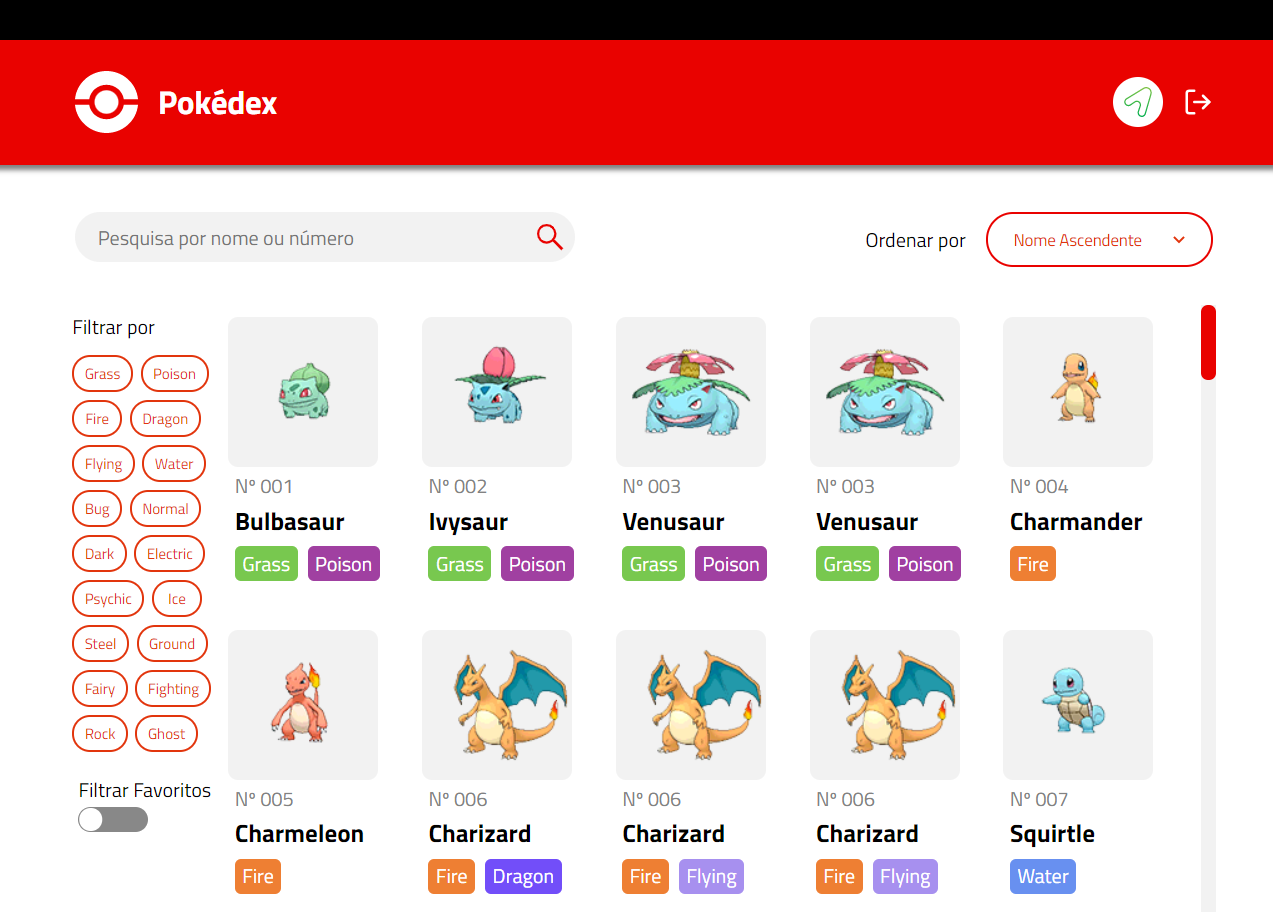 Pokédex
Pesquisa por nome ou número
Ordenar por
Nome Ascendente
Filtrar por
Grass Poison
Fire Dragon
Flying Water
Bug Normal
Dark Electric
Psychic Ice
Steel Ground
Fairy Fighting
Rock Ghost
Filtrar Favoritos
Nº 001 Nº 002 Nº 003 Nº 003 Nº 004
Bulbasaur Ivysaur Venusaur Venusaur Charmander
Grass Poison Grass Poison Grass Poison Grass Poison Fire
Nº 005 Nº 006 Nº 006 Nº 006 Nº 007
Charmeleon Charizard Charizard Charizard Squirtle
Fire Fire Dragon Fire Flying Fire Flying Water